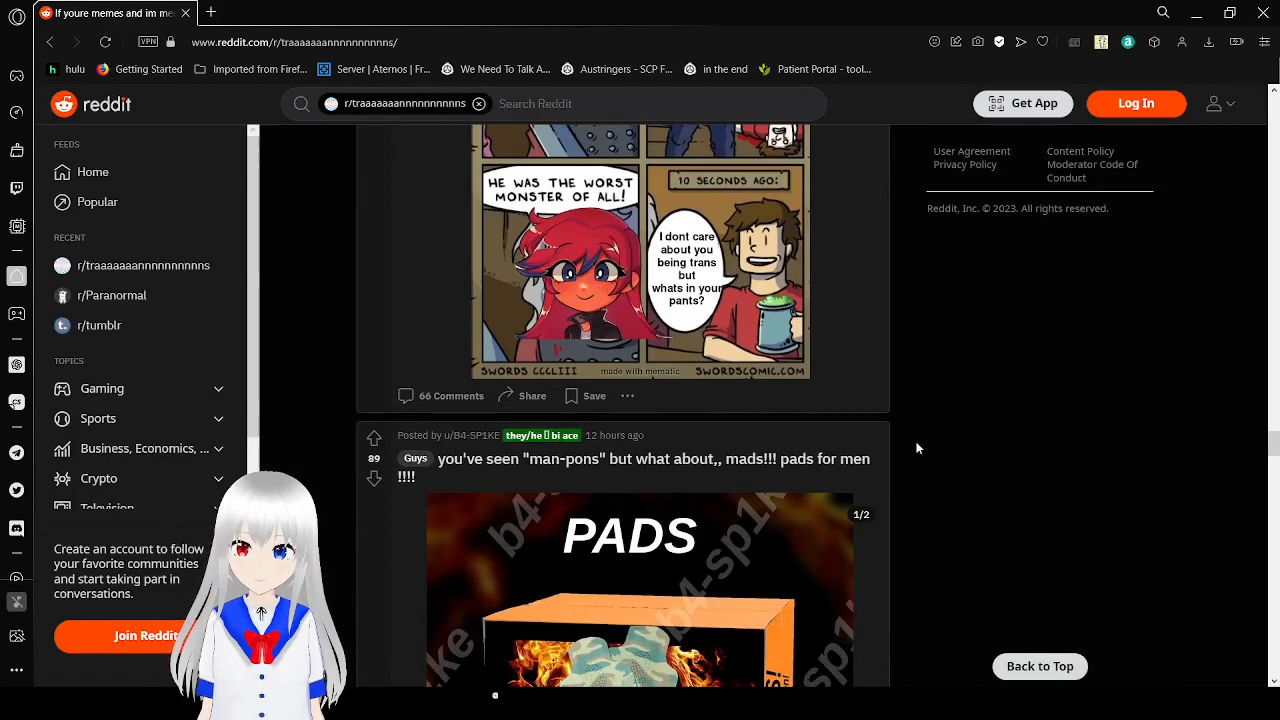 If youre memes and im me
www.reddit.com/r/traaaaaaannnnnnnnnns/
VPN
hulu
Getting Started
Imported from Firef...
Server | Aternos | Fr...
We Need To Talk A...
Austringers - SCP F...
in the end
Patient Portal - tool...
reddit
r/traaaaaaannnnnnnnnns
Search Reddit
Get App
Log In
FEEDS
Home
Popular
RECENT
r/traaaaaaannnnnnnnnns
r/Paranormal
r/tumblr
TOPICS
Gaming
Sports
Business, Economics, ...
Crypto
Television
Create an account to follow
your favorite communities
and start taking part in
conversations.
Join Reddit
HE WAS THE WORST
MONSTER OF ALL!
10 SECONDS AGO:
I dont care
about you
being trans
but
whats in your
pants?
SWORDS CCCLIII
made with mematic
SWORDSCOMIC.COM
66 Comments
Share
Save
Posted by u/B4-SP1KE
they/he bi ace
12 hours ago
89
Guys
you've seen "man-pons" but what about,, mads!!! pads for men
!!!!
1/2
PADS
b4-sp1ke
User Agreement
Privacy Policy
Content Policy
Moderator Code Of
Conduct
Reddit, Inc. © 2023. All rights reserved.
Back to Top